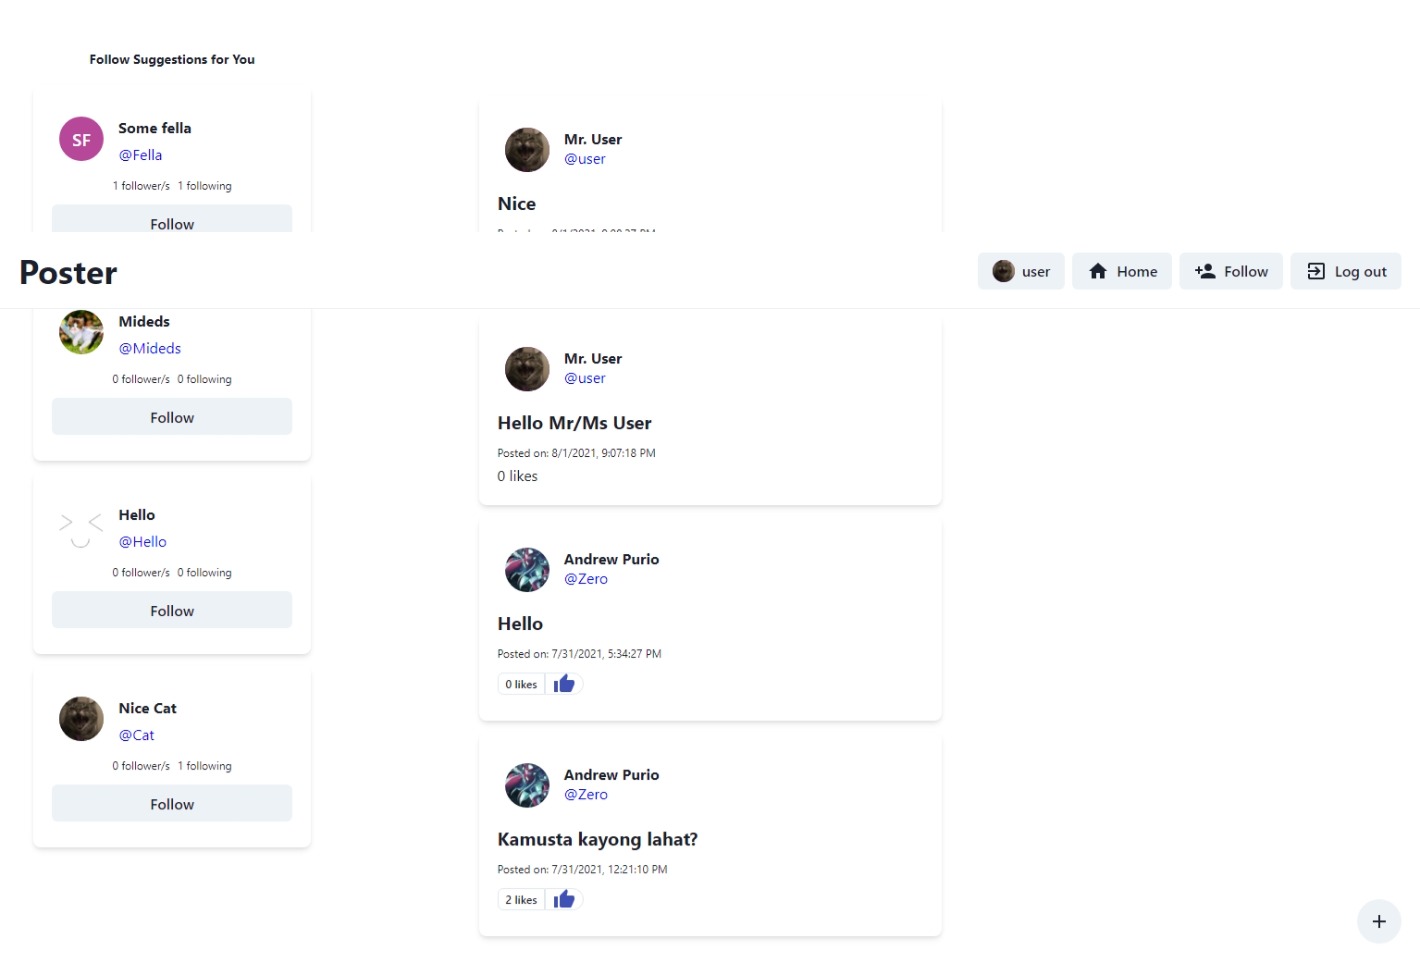 Follow Suggestions for You
SF
Some fella
@Fella
1 follower/s 1 following
Follow
Mr. User
@user
Nice
Poster
user
Home
Follow
Log out
Mideds
@Mideds
0 follower/s 0 following
Follow
Hello
@Hello
0 follower/s 0 following
Follow
Nice Cat
@Cat
0 follower/s 1 following
Follow
Mr. User
@user
Hello Mr/Ms User
Posted on: 8/1/2021, 9:07:18 PM
0 likes
Andrew Purio
@Zero
Hello
Posted on: 7/31/2021, 5:34:27 PM
0 likes
Andrew Purio
@Zero
Kamusta kayong lahat?
Posted on: 7/31/2021, 12:21:10 PM
2 likes
+